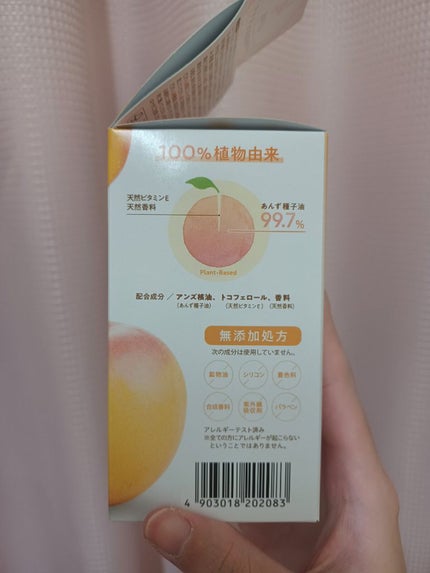 100%植物由来
天然ビタミンE
天然香料
あんず種子油
99.7%
Plant-Based
配合成分 / アンズ核油、トコフェロール、香料
(あんず種子油) (天然ビタミンE) (天然香料)
無添加処方
次の成分は使用していません。
鉱物油 シリコン 着色料
合成香料 紫外線吸収剤 パラベン
アレルギーテスト済み
※全ての方にアレルギーが起こらない
ということではありません。
4 903018 202083